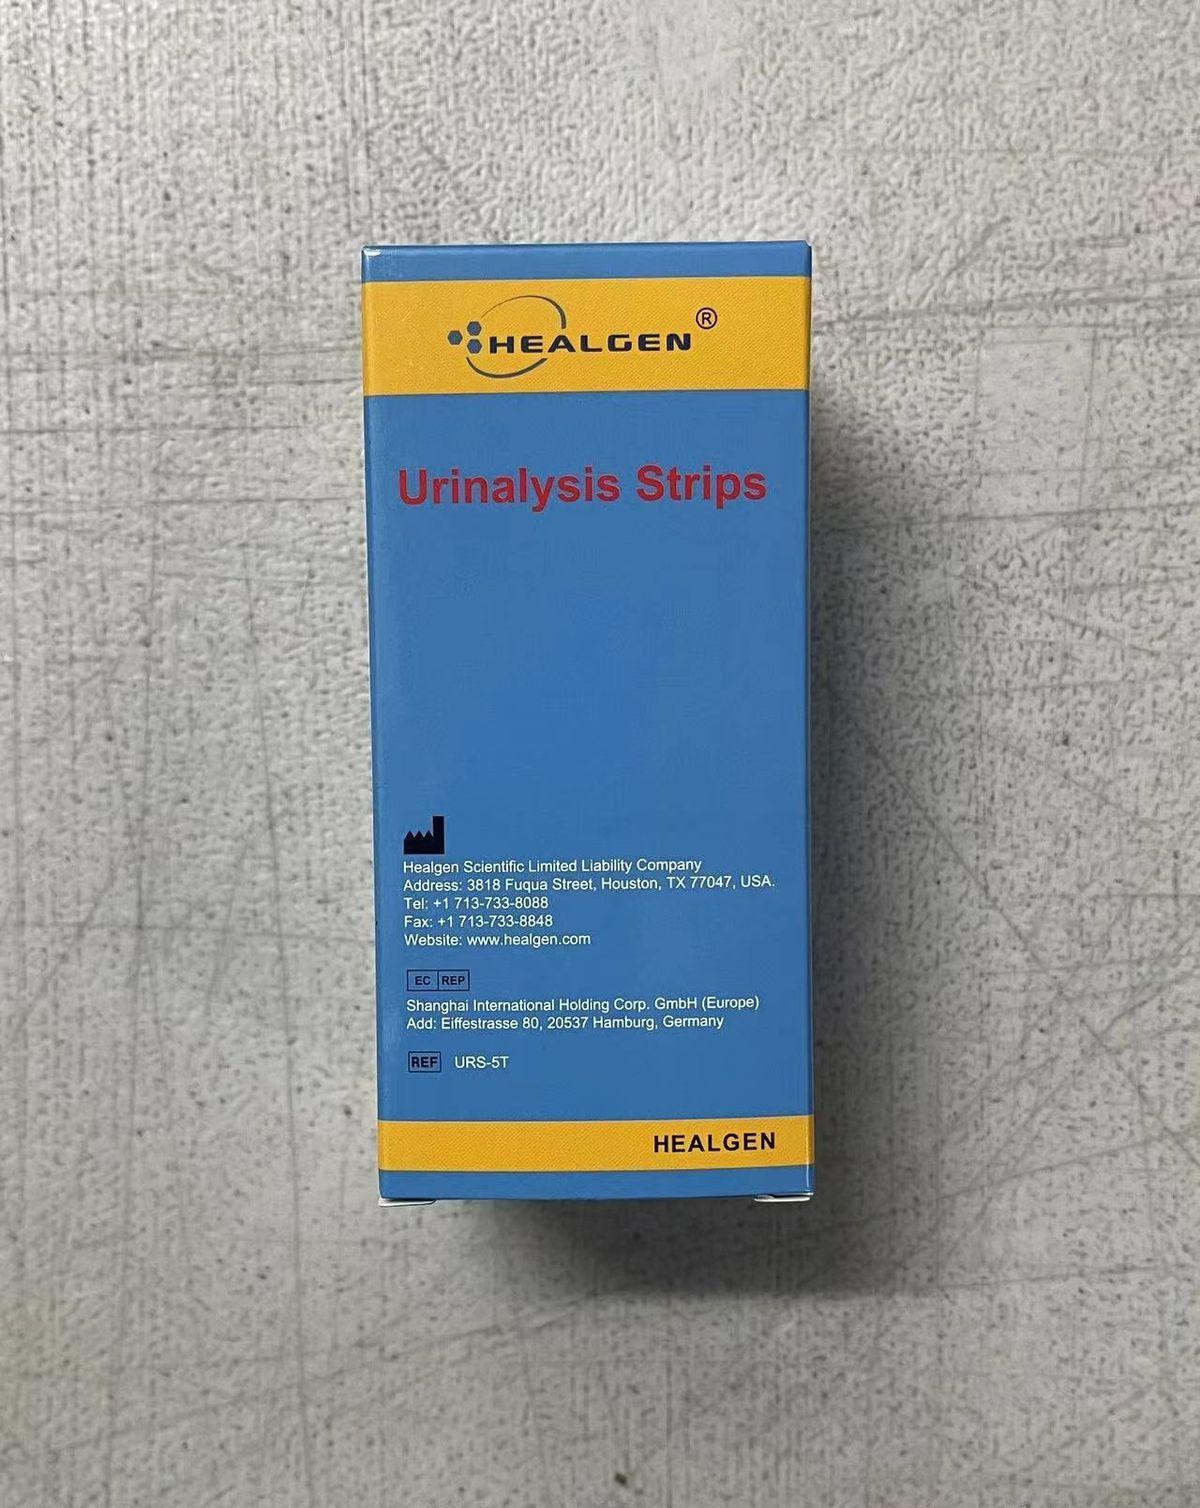 HEALGEN®
Urinalysis Strips
Healgen Scientific Limited Liability Company
Address: 3818 Fuqua Street, Houston, TX 77047, USA.
Tel: +1 713-733-8088
Fax: +1 713-733-8848
Website: www.healgen.com
EC REP
Shanghai International Holding Corp. GmbH (Europe)
Add: Eiffestrasse 80, 20537 Hamburg, Germany
REF URS-5T
HEALGEN